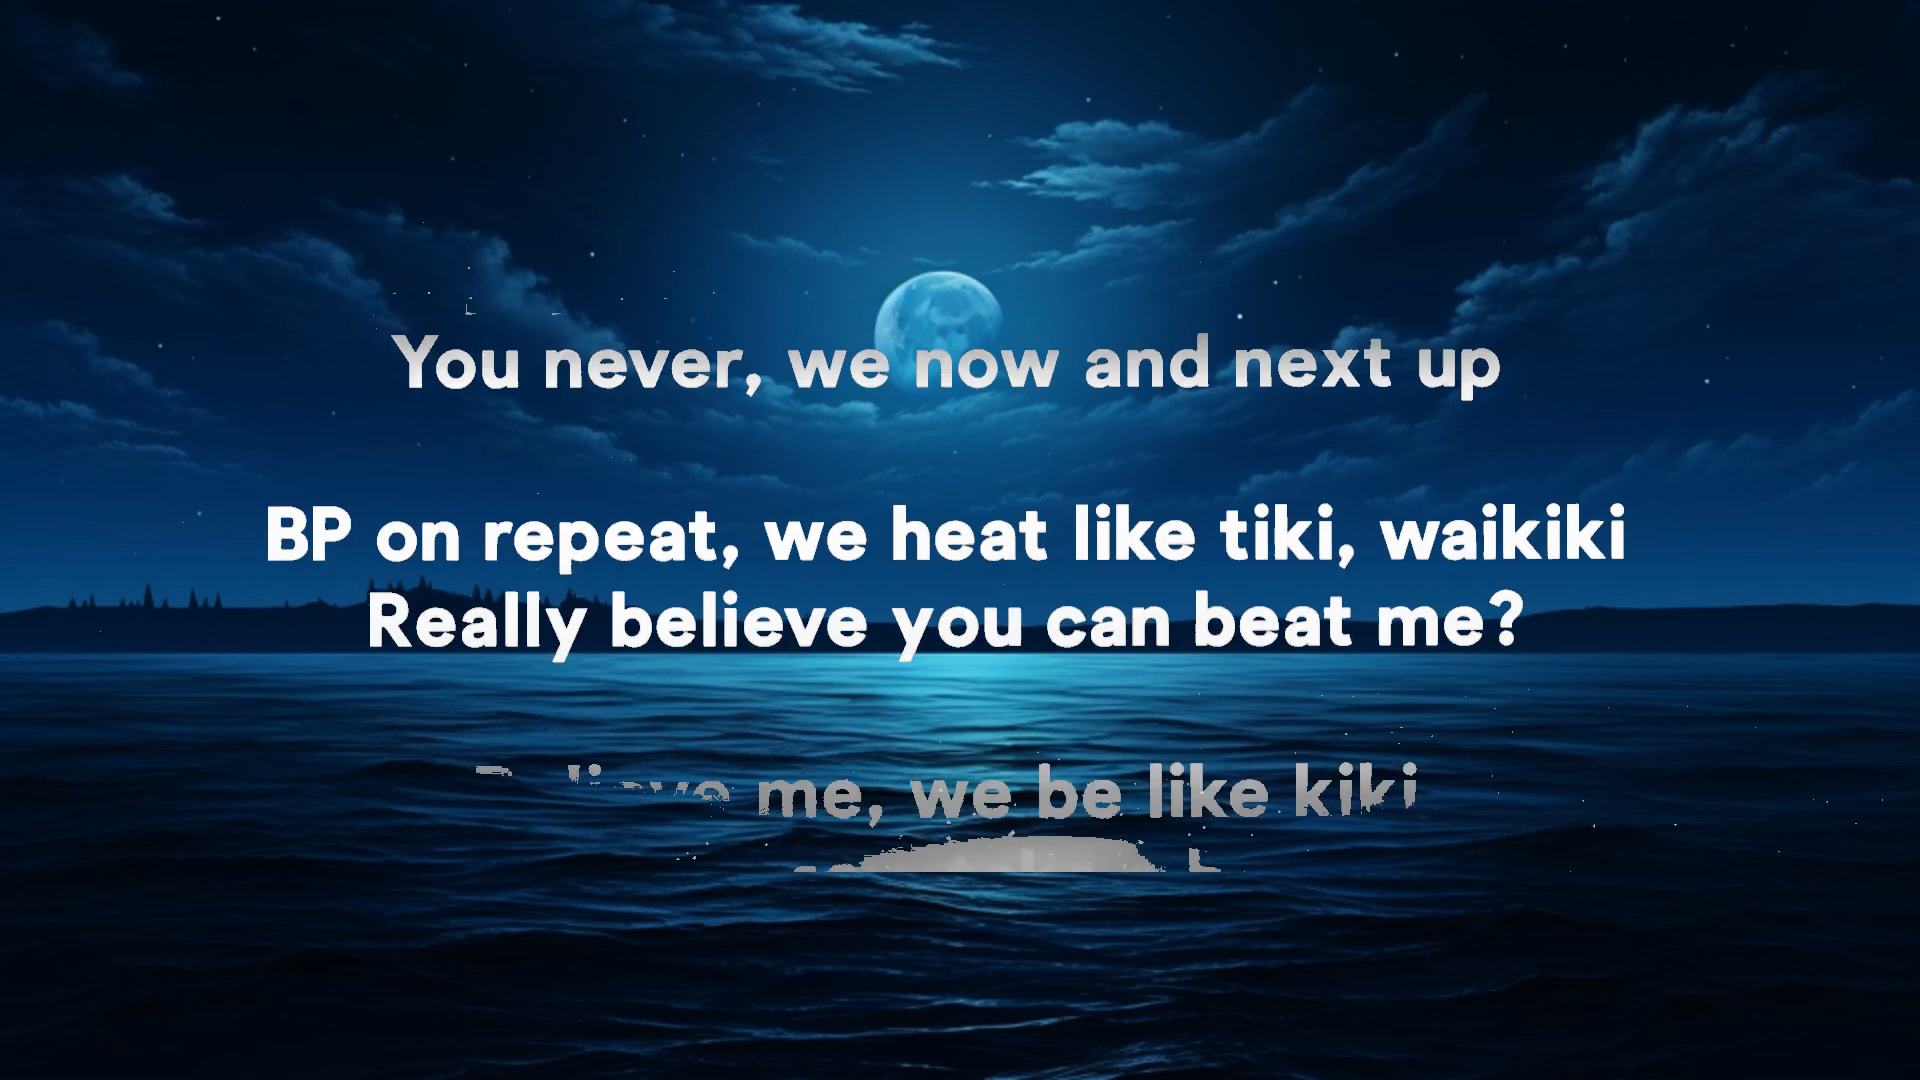 You never, we now and next up
BP on repeat, we heat like tiki, waikiki
Really believe you can beat me?
me, we be like kiki